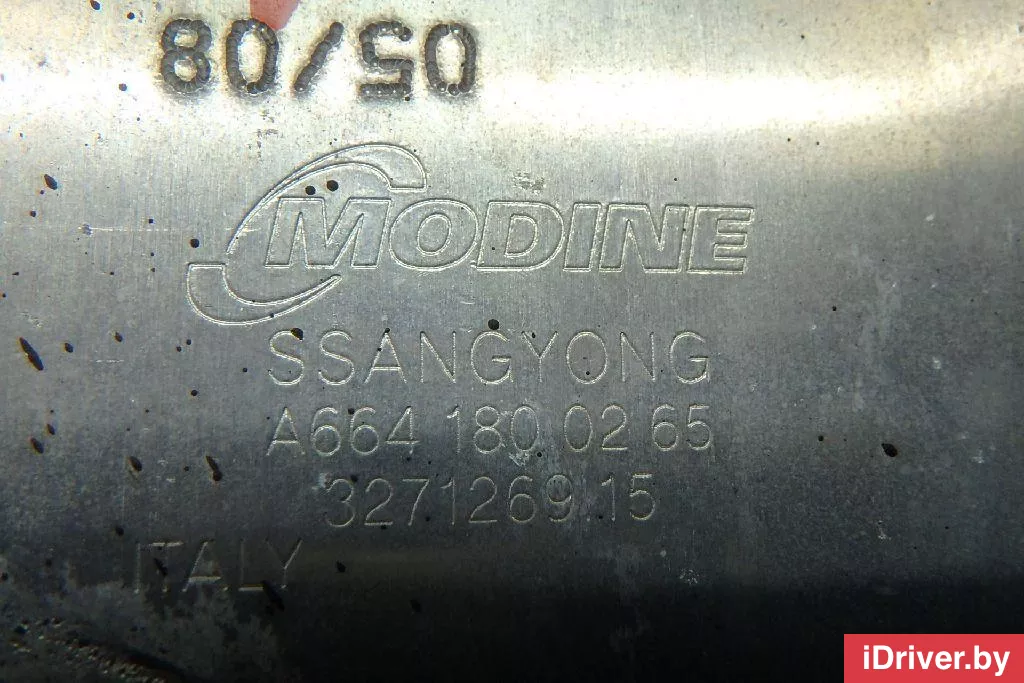 05/08
MODINE
SSANGYONG
A664 180 02 65
3271269.15
ITALY
iDriver.by